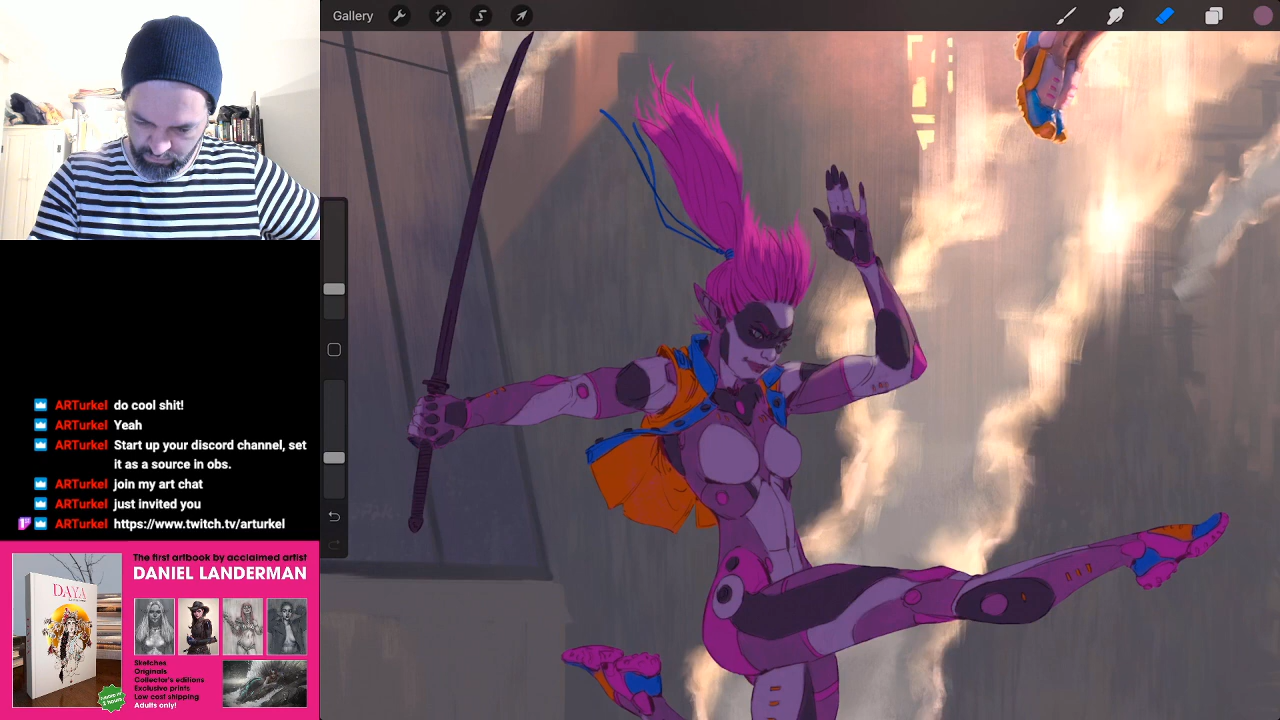 Gallery
ARTurkel do cool shit!
ARTurkel Yeah
ARTurkel Start up your discord channel, set
it as a source in obs.
ARTurkel join my art chat
ARTurkel just invited you
ARTurkel https://www.twitch.tv/arturkel
The first artbook by acclaimed artist
DANIEL LANDERMAN
DAYA
Sketches
Originals
Collector's editions
Exclusive prints
Low cost shipping
Adults only!